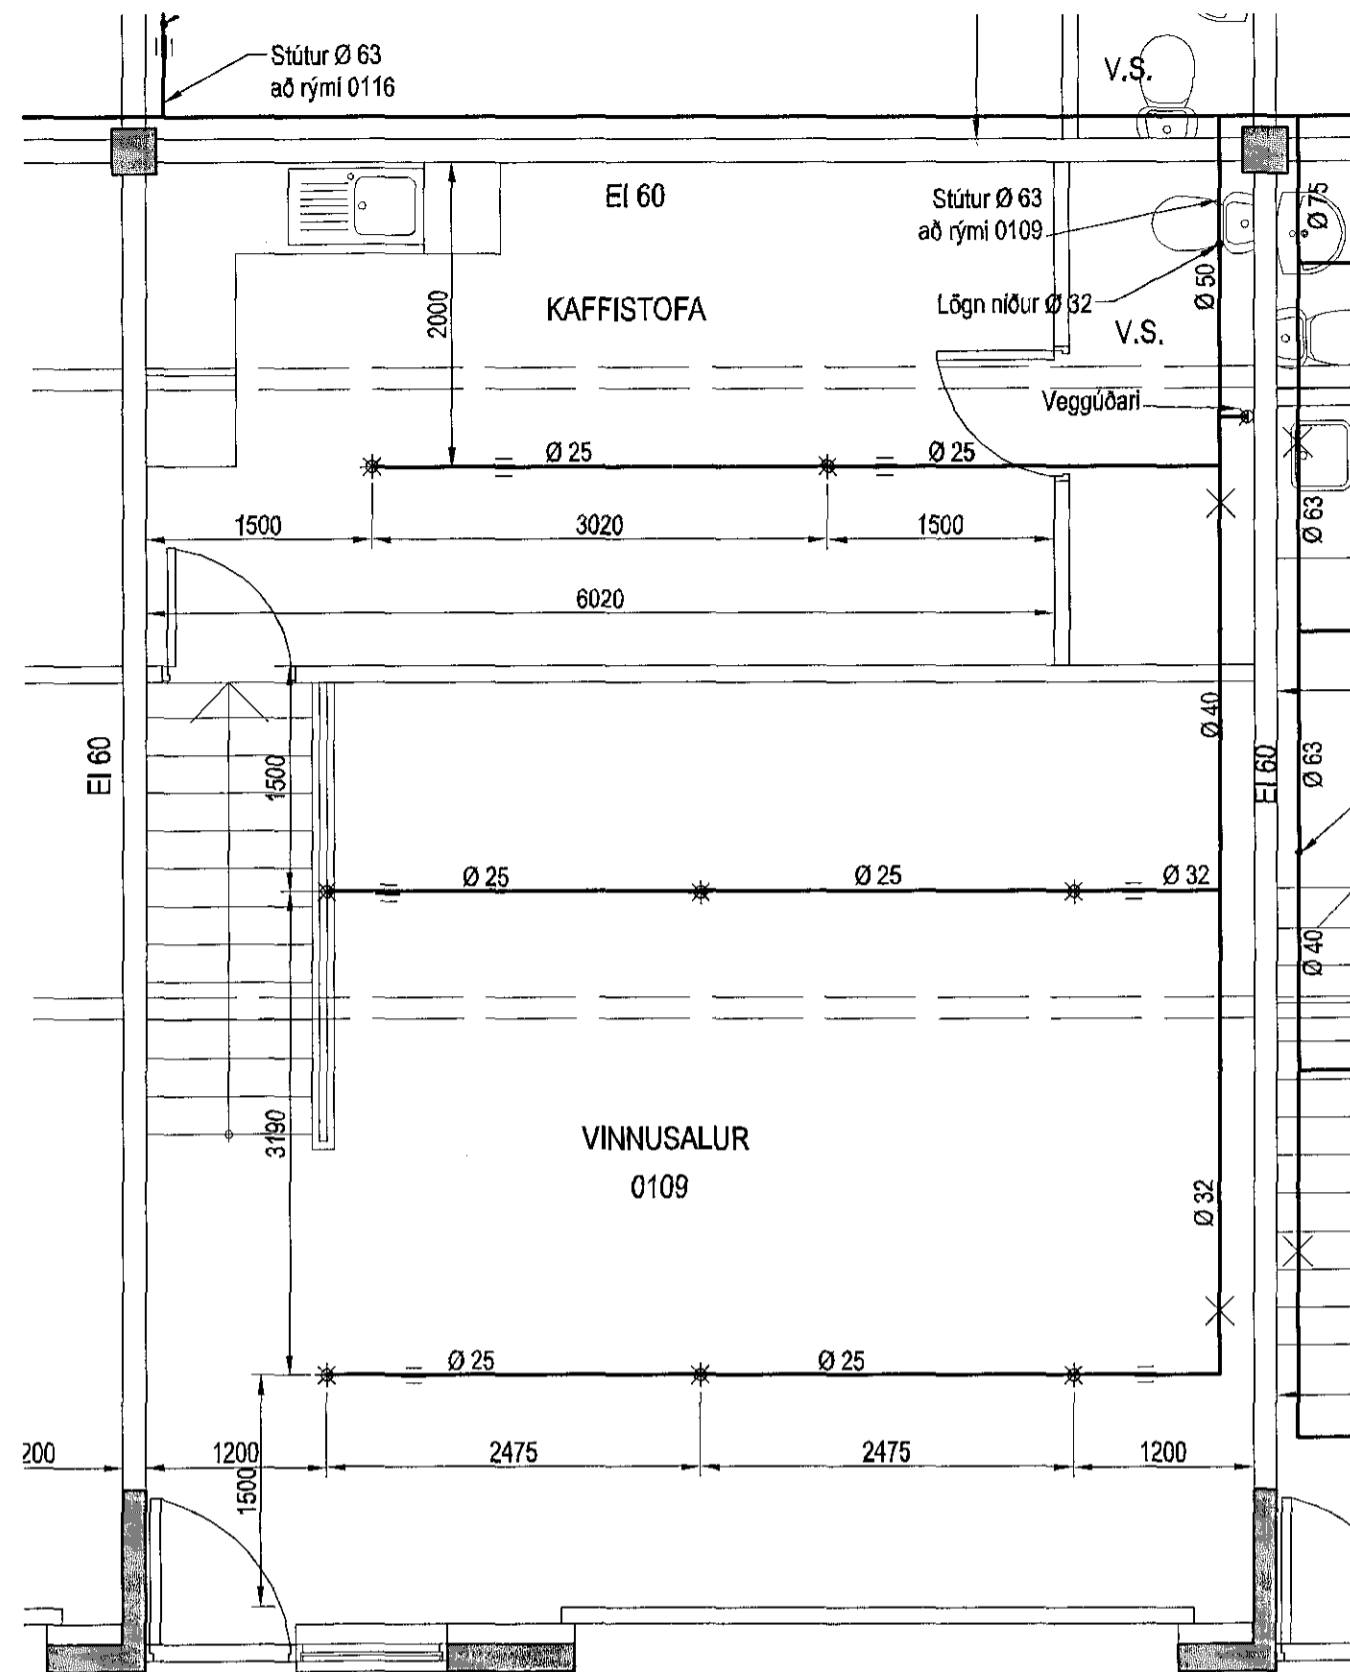 Stútur Ø 63
að rými 0116
V.S.
EI 60
Stútur Ø 63
að rými 0109
Ø 75
2000
KAFFISTOFA
Lögn niður Ø 32
Ø 50
V.S.
Veggúðari
Ø 25
Ø 25
1500
3020
1500
Ø 63
6020
EI 60
1500
Ø 40
EI 60
Ø 63
Ø 25
Ø 25
Ø 32
Ø 40
3190
VINNUSALUR
0109
Ø 32
Ø 25
Ø 25
200
1200
2475
2475
1200
1500